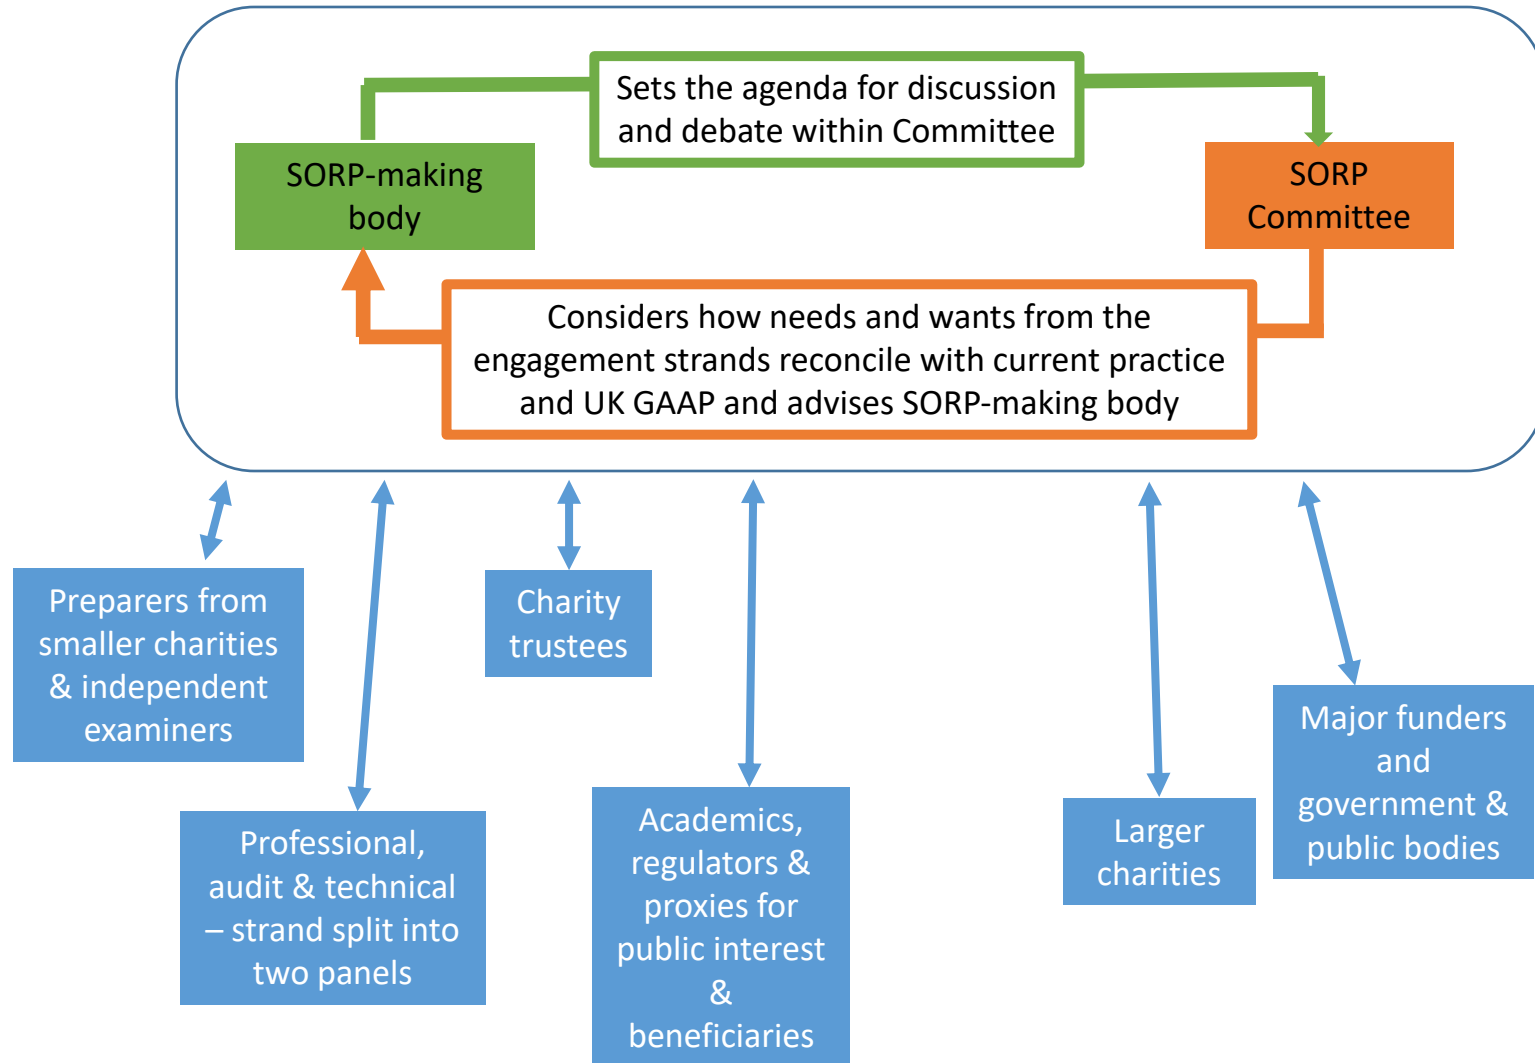 Sets the agenda for discussion
and debate within Committee
SORP-making
body
SORP
Committee
Considers how needs and wants from the
engagement strands reconcile with current practice
and UK GAAP and advises SORP-making body
Preparers from
smaller charities
& independent
examiners
Professional,
audit & technical
– strand split into
two panels
Charity
trustees
Academics,
regulators &
proxies for
public interest
&
beneficiaries
Larger
charities
Major funders
and
government &
public bodies